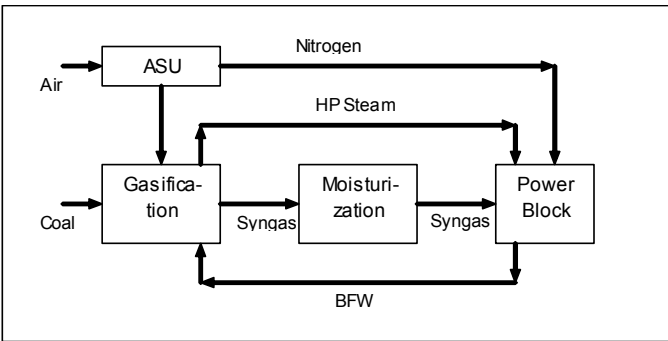 Nitrogen
ASU
Air
HP Steam
Gasifica-
tion
Moisturi-
zation
Power
Block
Coal
Syngas
Syngas
BFW